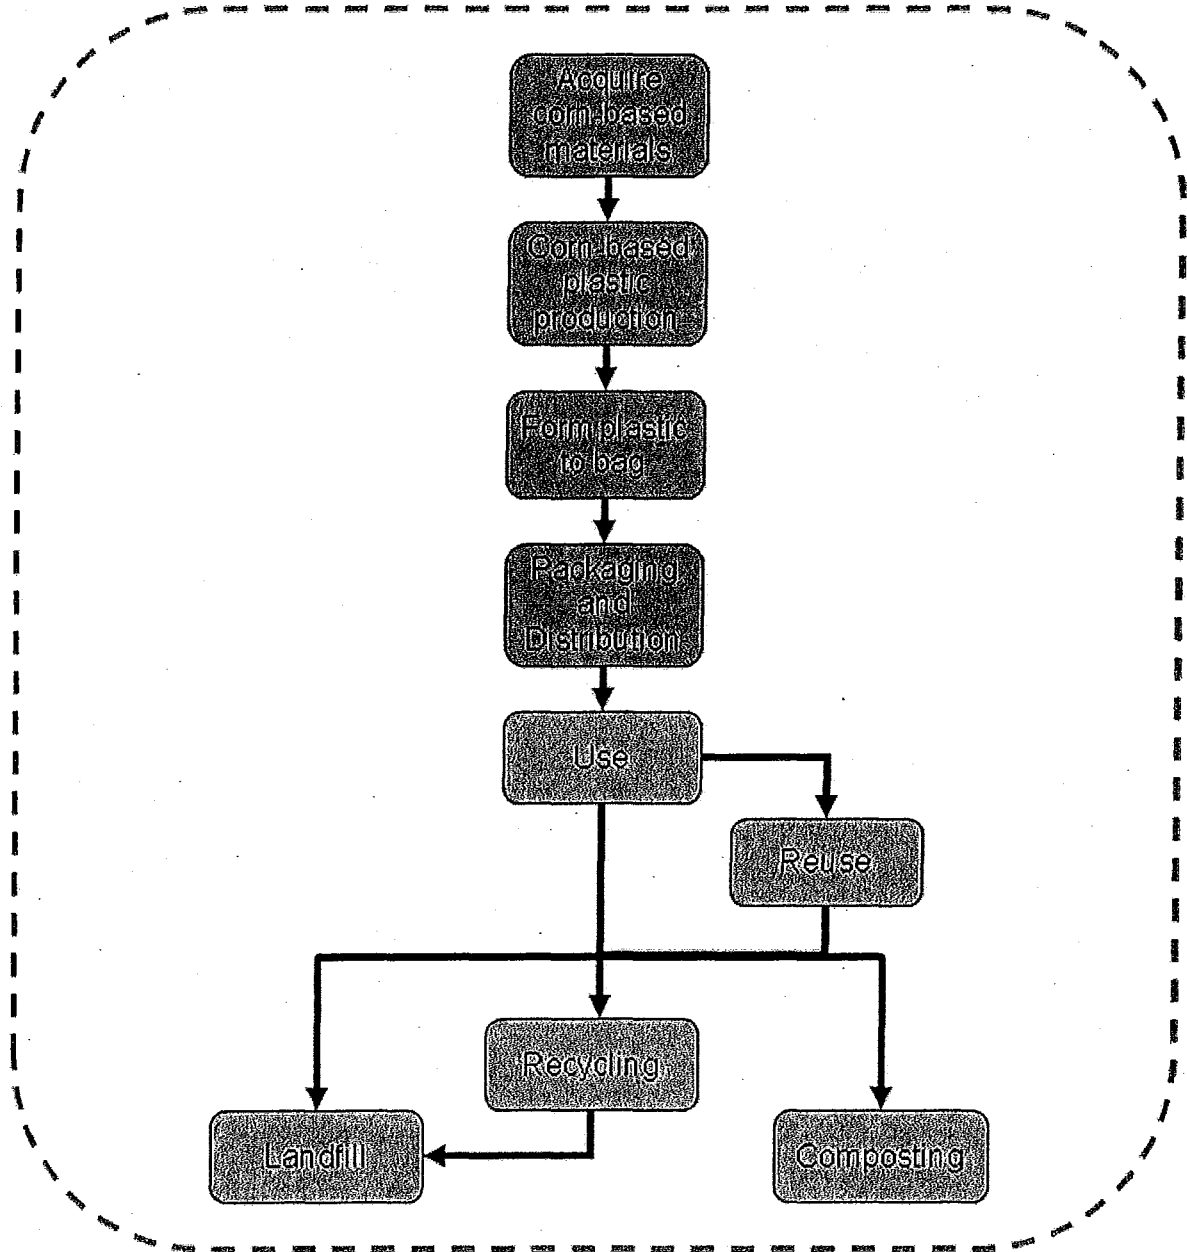 Acquire
corn-based
materials
Corn-based
plastic
production
Form plastic
to bag
Packaging
and
Distribution
Use
Reuse
Recycling
Landfill
Composting